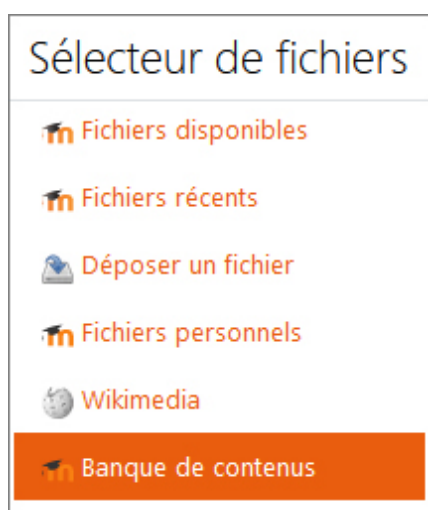 Sélecteur de fichiers
Fichiers disponibles
Fichiers récents
Déposer un fichier
Fichiers personnels
Wikimedia
Banque de contenus